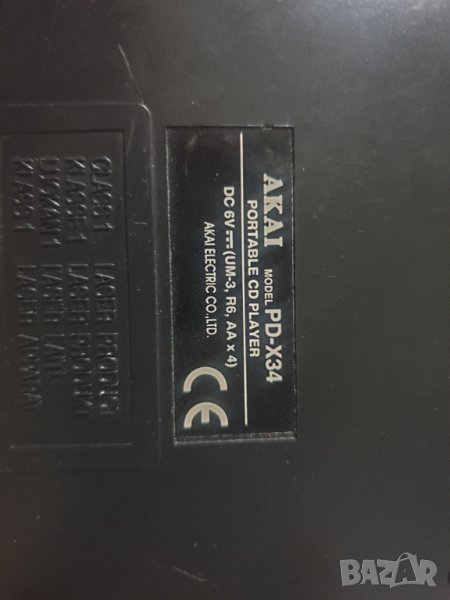 AKAI
MODEL PD-X34
PORTABLE CD PLAYER
DC 6V ⎓ (UM-3, R6, AA x 4)
AKAI ELECTRIC CO., LTD.
CE
CLASS 1 LASER PRODUCT
KLASSE 1 LASER PRODUKT
LUOKAN 1 LASER LAITE
KLASS 1 LASER APPARAT
BAZAR